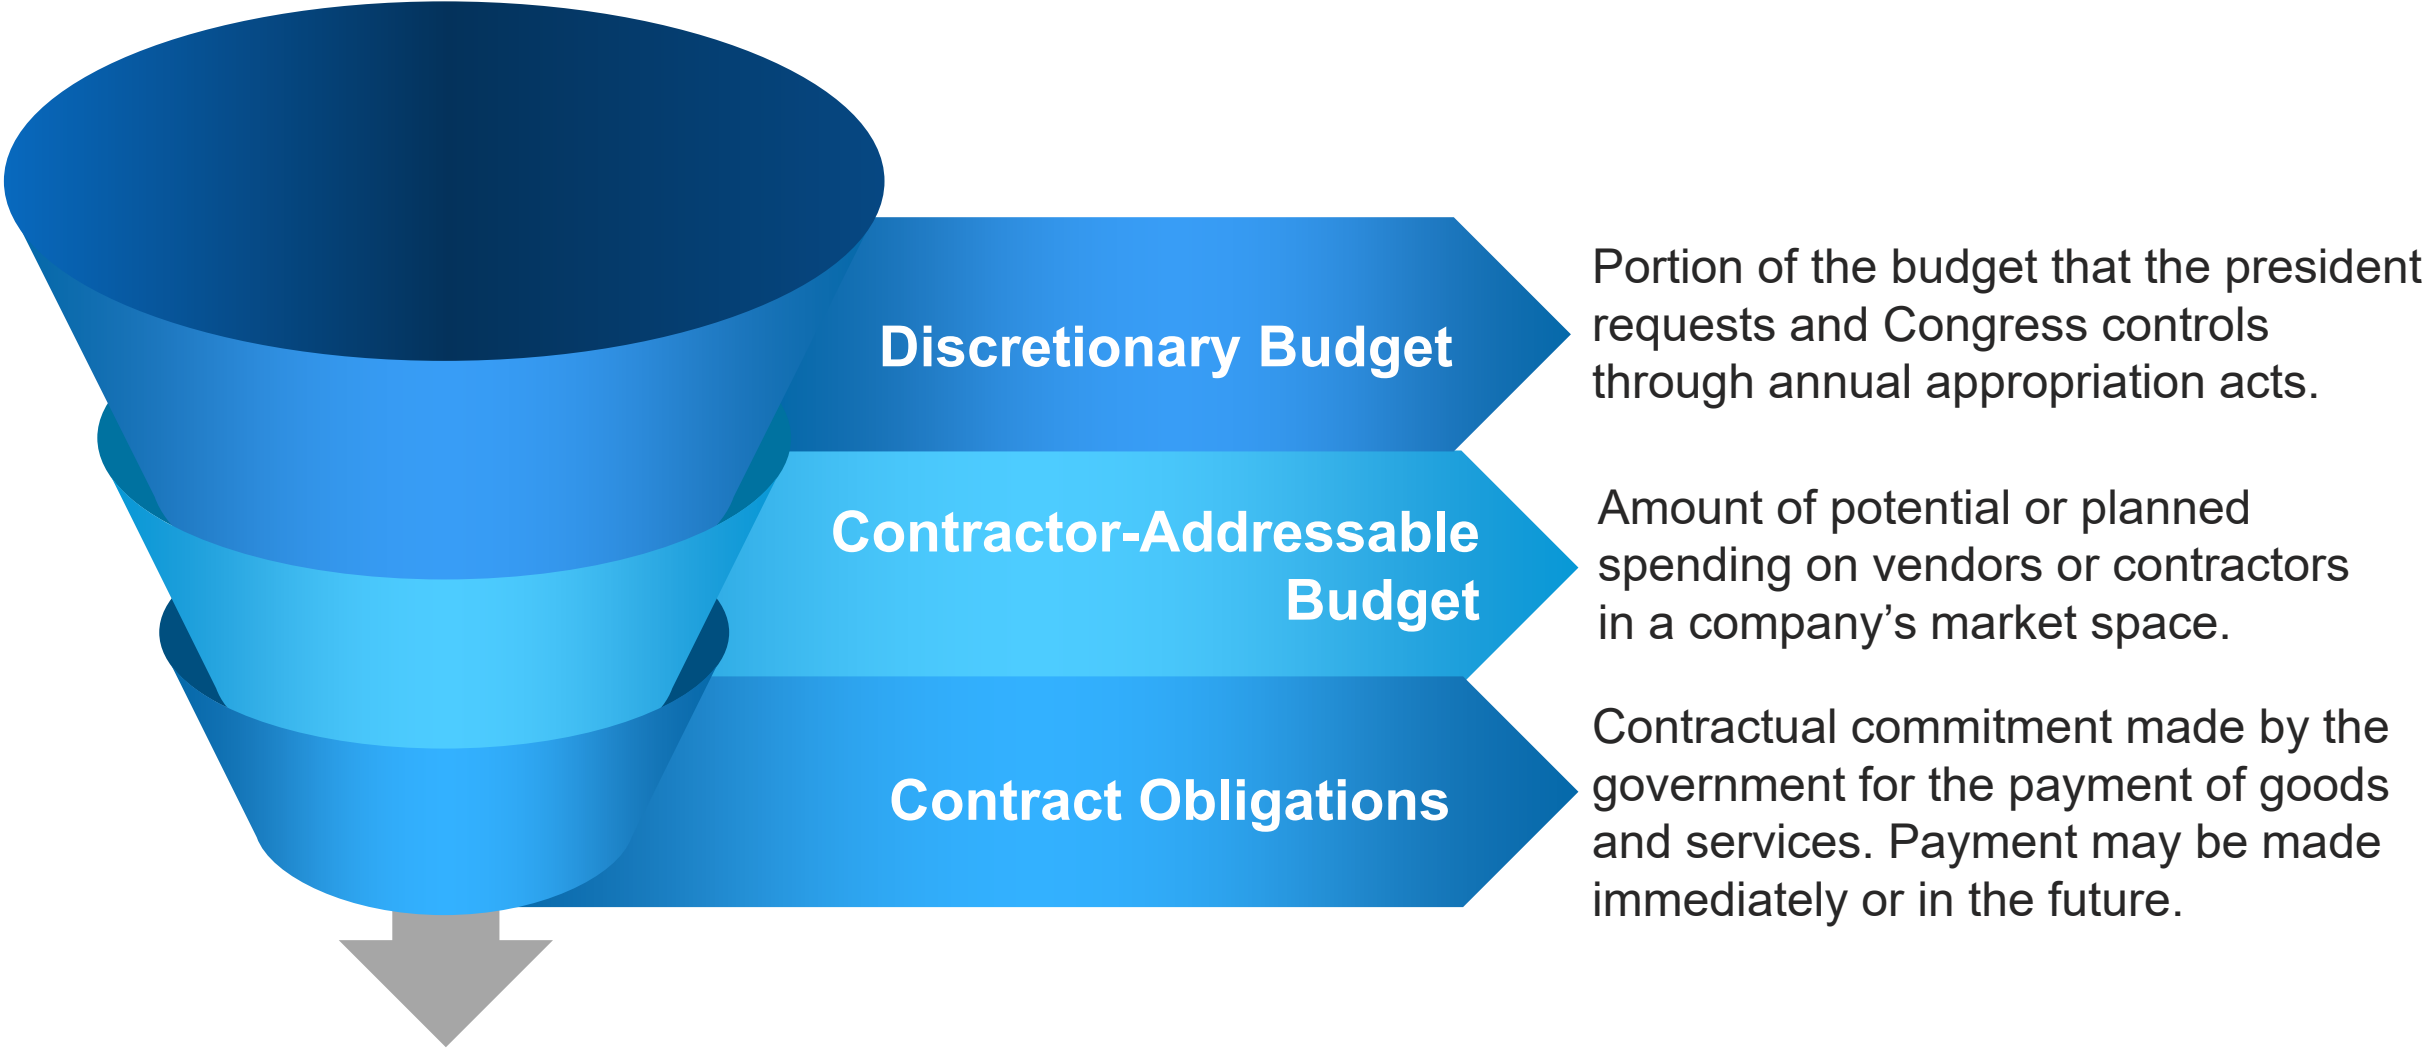 Discretionary Budget
Portion of the budget that the president
requests and Congress controls
through annual appropriation acts.
Contractor-Addressable
Budget
Amount of potential or planned
spending on vendors or contractors
in a company’s market space.
Contract Obligations
Contractual commitment made by the
government for the payment of goods
and services. Payment may be made
immediately or in the future.